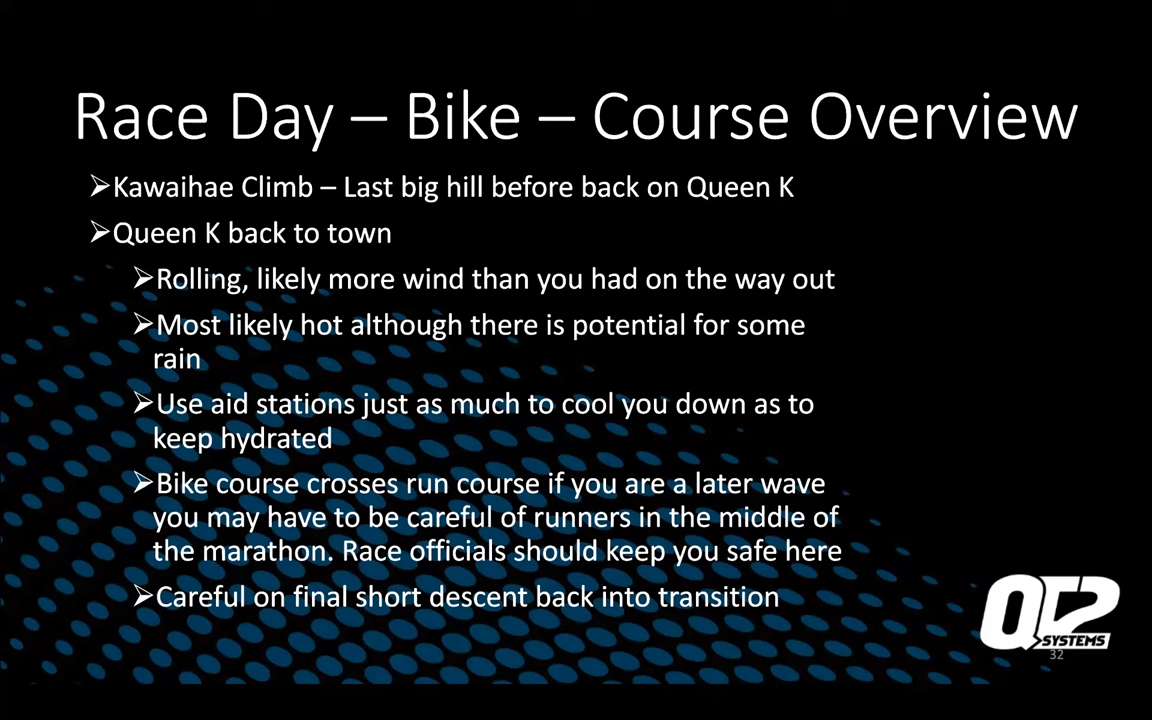 Race Day – Bike – Course Overview
➢Kawaihae Climb – Last big hill before back on Queen K
➢Queen K back to town
➢Rolling, likely more wind than you had on the way out
➢Most likely hot although there is potential for some
rain
➢Use aid stations just as much to cool you down as to
keep hydrated
➢Bike course crosses run course if you are a later wave
you may have to be careful of runners in the middle of
the marathon. Race officials should keep you safe here
➢Careful on final short descent back into transition
QT2
SYSTEMS
32